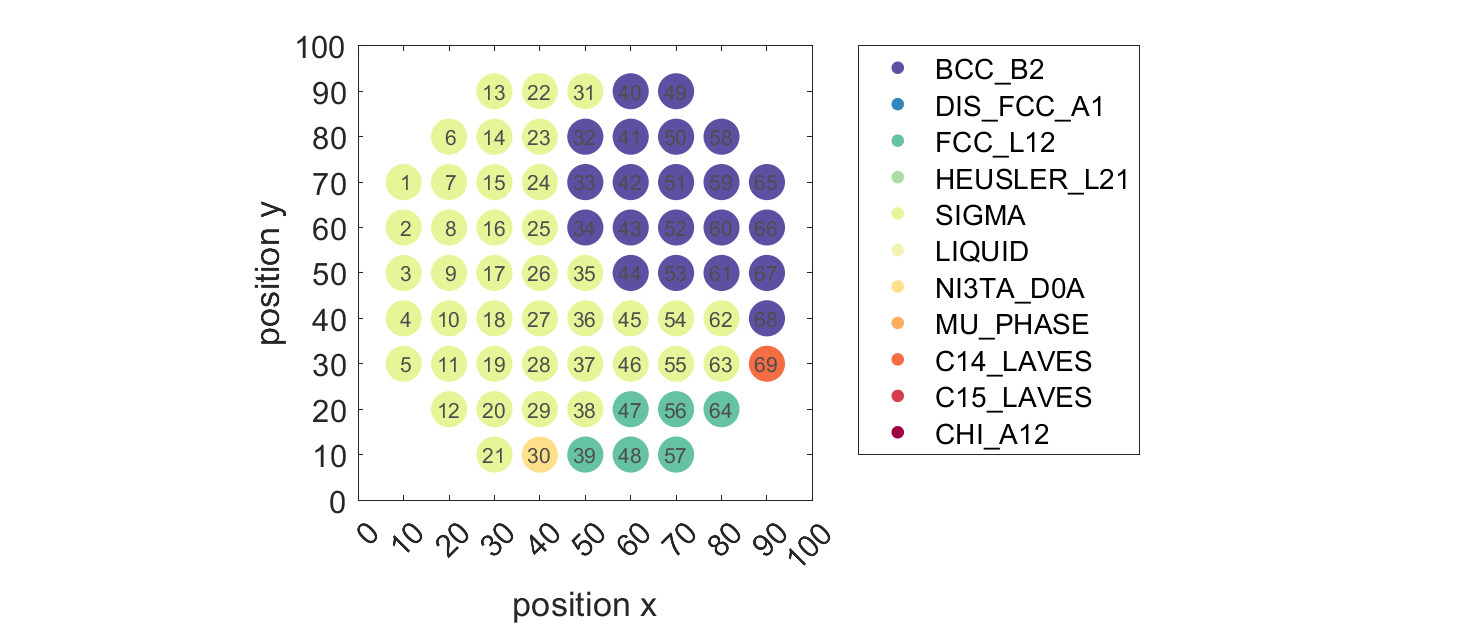 100
90
80
70
60
50
40
30
20
10
0
position y
13 22 31 40 49
6 14 23 32 41 50 58
1 7 15 24 33 42 51 59 65
2 8 16 25 34 43 52 60 66
3 9 17 26 35 44 53 61 67
4 10 18 27 36 45 54 62 68
5 11 19 28 37 46 55 63 69
12 20 29 38 47 56 64
21 30 39 48 57
0 10 20 30 40 50 60 70 80 90 100
position x
BCC_B2
DIS_FCC_A1
FCC_L12
HEUSLER_L21
SIGMA
LIQUID
NI3TA_D0A
MU_PHASE
C14_LAVES
C15_LAVES
CHI_A12